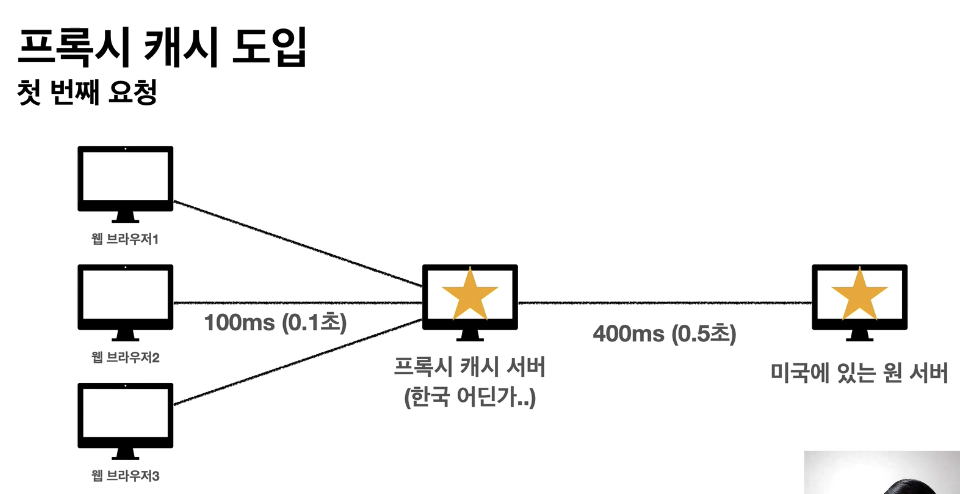 프록시 캐시 도입
첫 번째 요청
웹 브라우저1
웹 브라우저2
100ms (0.1초)
400ms (0.5초)
프록시 캐시 서버
(한국 어딘가..)
미국에 있는 원 서버
웹 브라우저3